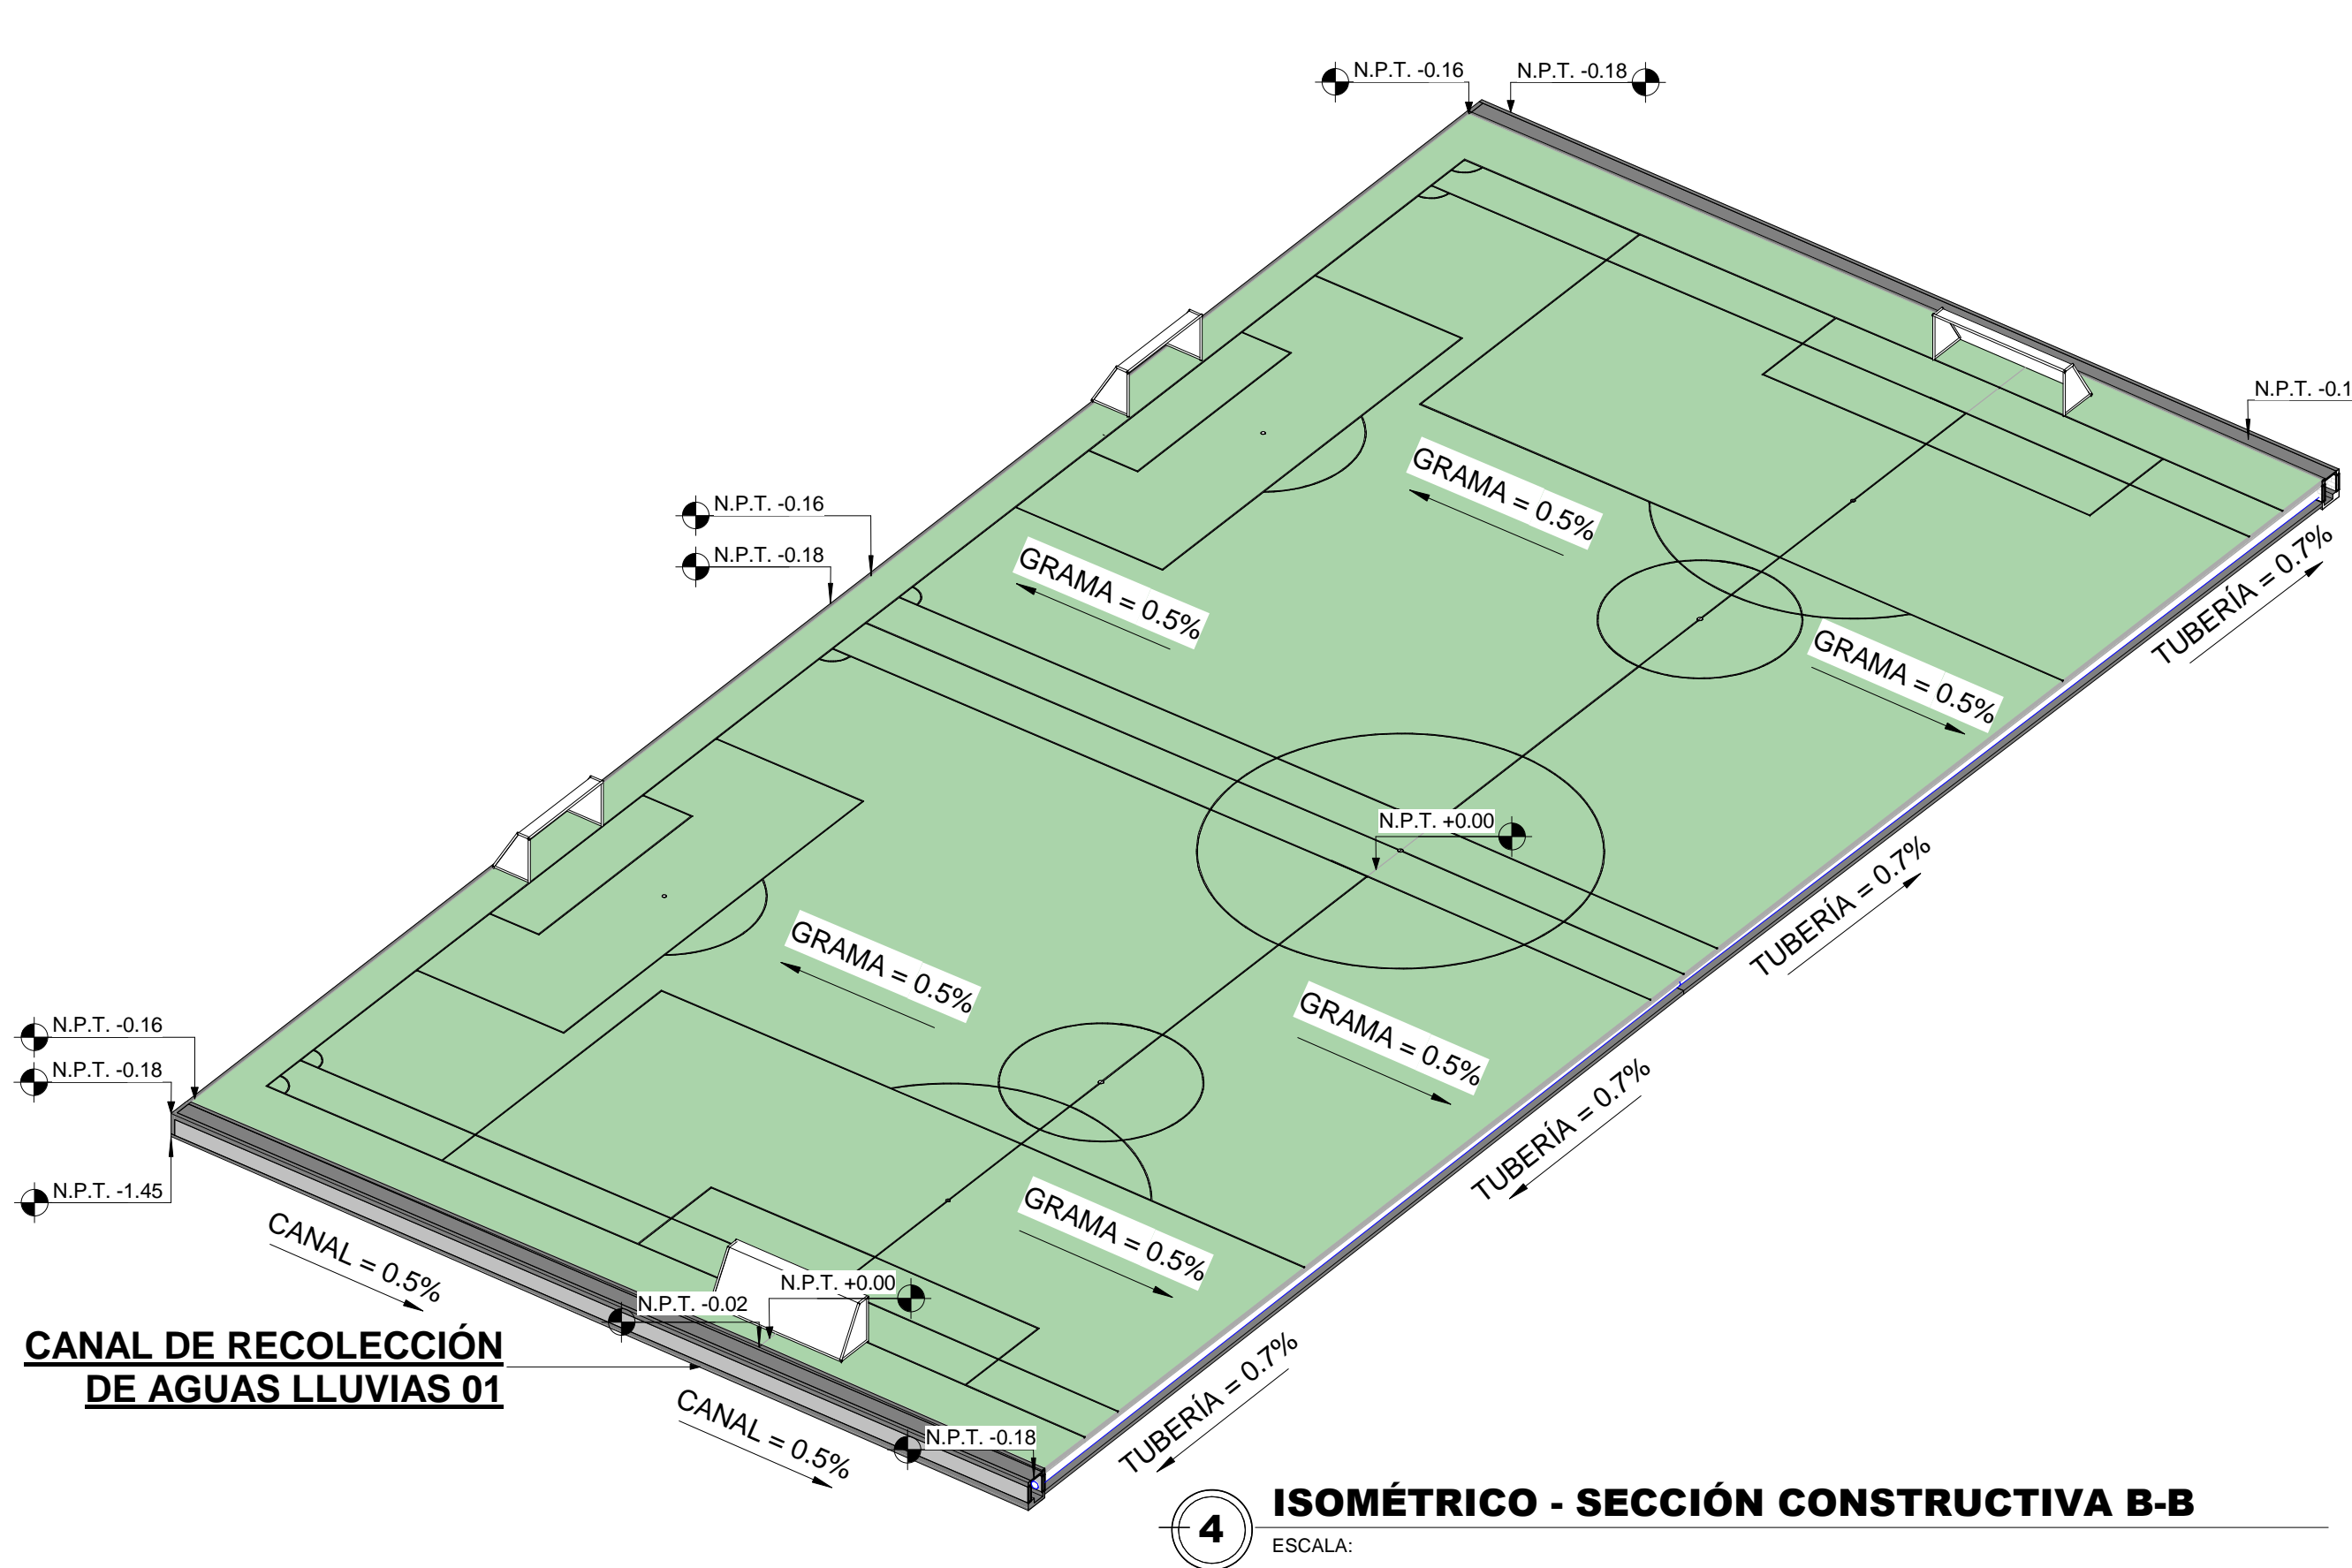 N.P.T. -0.16
N.P.T. -0.18
N.P.T. -0.1
GRAMA = 0.5%
N.P.T. -0.16
N.P.T. -0.18
GRAMA = 0.5%
TUBERÍA = 0.7%
GRAMA = 0.5%
N.P.T. +0.00
TUBERÍA = 0.7%
GRAMA = 0.5%
GRAMA = 0.5%
N.P.T. -0.16
N.P.T. -0.18
TUBERÍA = 0.7%
N.P.T. -1.45
GRAMA = 0.5%
CANAL = 0.5%
N.P.T. +0.00
N.P.T. -0.02
CANAL DE RECOLECCIÓN
DE AGUAS LLUVIAS 01
TUBERÍA = 0.7%
CANAL = 0.5%
N.P.T. -0.18
4
ISOMÉTRICO - SECCIÓN CONSTRUCTIVA B-B
ESCALA: